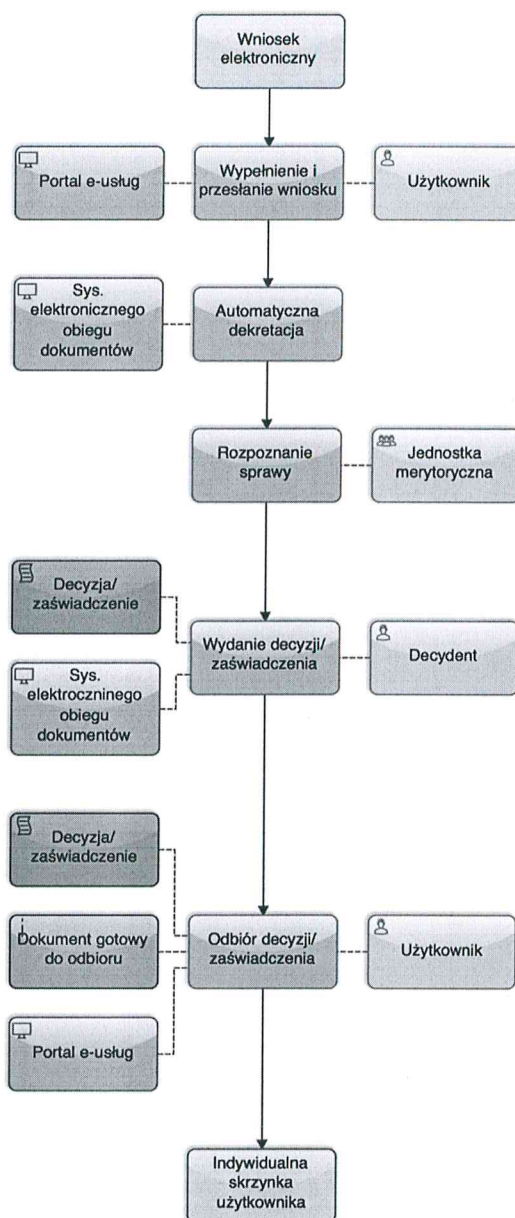 Wniosek
elektroniczny
Portal e-usług
Wypełnienie i
przesłanie wniosku
Użytkownik
Sys.
elektronicznego
obiegu
dokumentów
Automatyczna
dekretacja
Rozpoznanie
sprawy
Jednostka
merytoryczna
Decyzja/
zaświadczenie
Wydanie decyzji/
zaświadczenia
Decydent
Sys.
elektroczninego
obiegu
dokumentów
Decyzja/
zaświadczenie
Dokument gotowy
do odbioru
Odbiór decyzji/
zaświadczenia
Użytkownik
Portal e-usług
Indywidualna
skrzynka
użytkownika